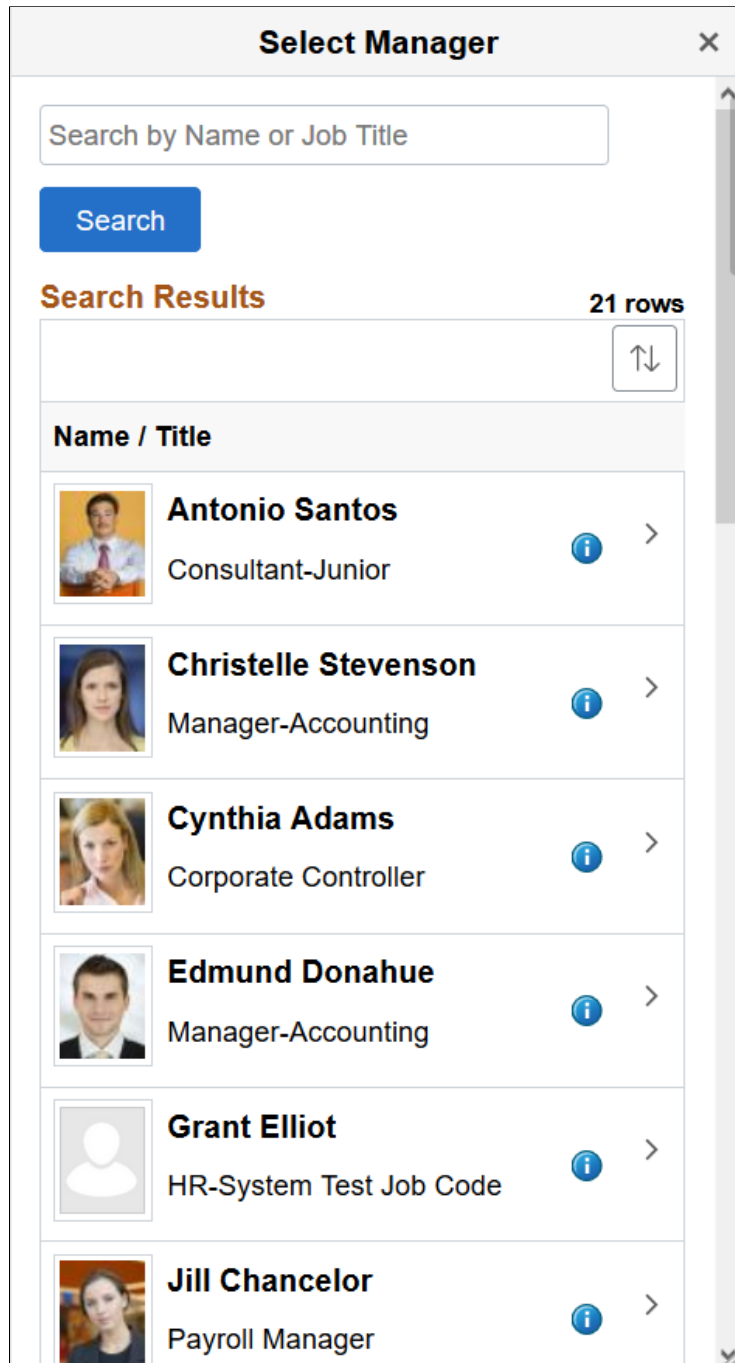 Select Manager
Search by Name or Job Title
Search
Search Results
21 rows
Name / Title
Antonio Santos
Consultant-Junior
Christelle Stevenson
Manager-Accounting
Cynthia Adams
Corporate Controller
Edmund Donahue
Manager-Accounting
Grant Elliot
HR-System Test Job Code
Jill Chancelor
Payroll Manager